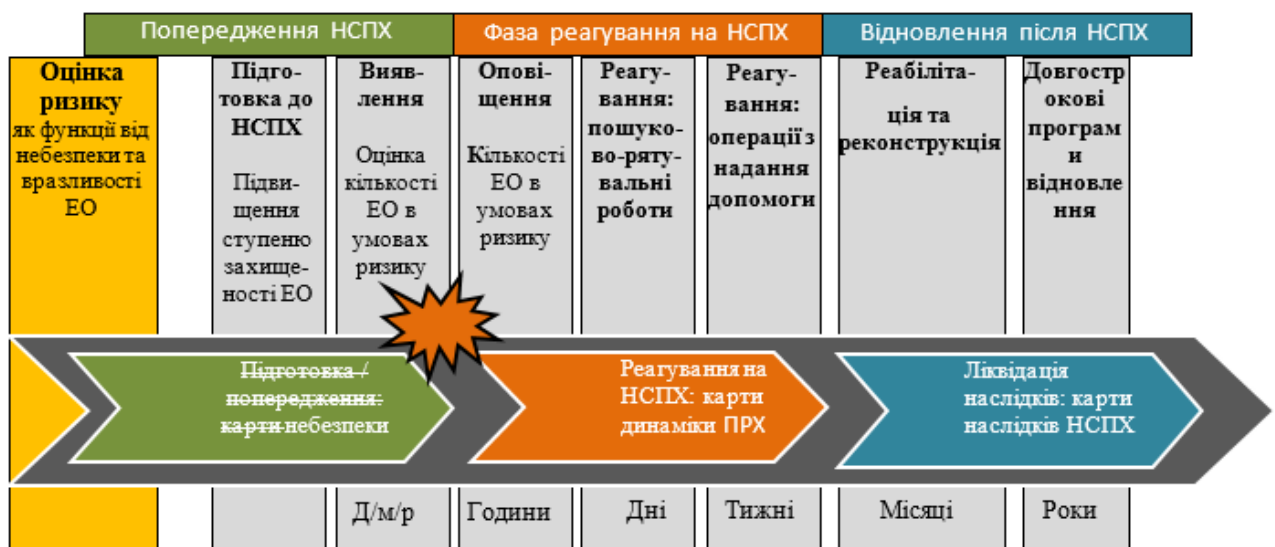 Попередження НСПХ
Фаза реагування на НСПХ
Відновлення після НСПХ
Оцінка
ризику
як функції від
небезпеки та
вразливості
ЕО
Підго-
товка до
НСПХ
Підви-
щення
ступеню
захище-
ності ЕО
Вияв-
лення
Оцінка
кількості
ЕО в
умовах
ризику
Опові-
щення
Кількості
ЕО в
умовах
ризику
Реагу-
вання:
пошуко-
во-ряту-
вальні
роботи
Реагу-
вання:
операції з
надання
допомоги
Реабіліта-
ція та
реконструкція
Довгостр
окові
програм
и
відновле
ння
Підготовка /
попередження:
карти небезпеки
Реагування на
НСПХ: карти
динаміки ПРХ
Ліквідація
наслідків: карти
наслідків НСПХ
Д/м/р
Години
Дні
Тижні
Місяці
Роки